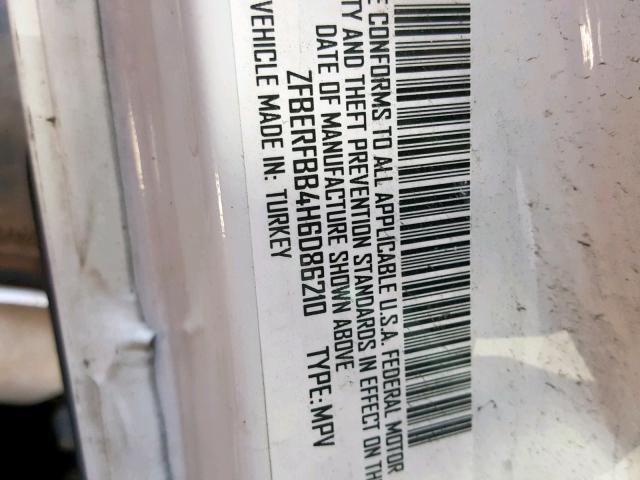 E CONFORMS TO ALL APPLICABLE U.S.A. FEDERAL MOTOR
TY AND THEFT PREVENTION STANDARDS IN EFFECT ON TH
DATE OF MANUFACTURE SHOWN ABOVE
ZFBERFBB4H6D86210 TYPE: MPV
VEHICLE MADE IN: TURKEY